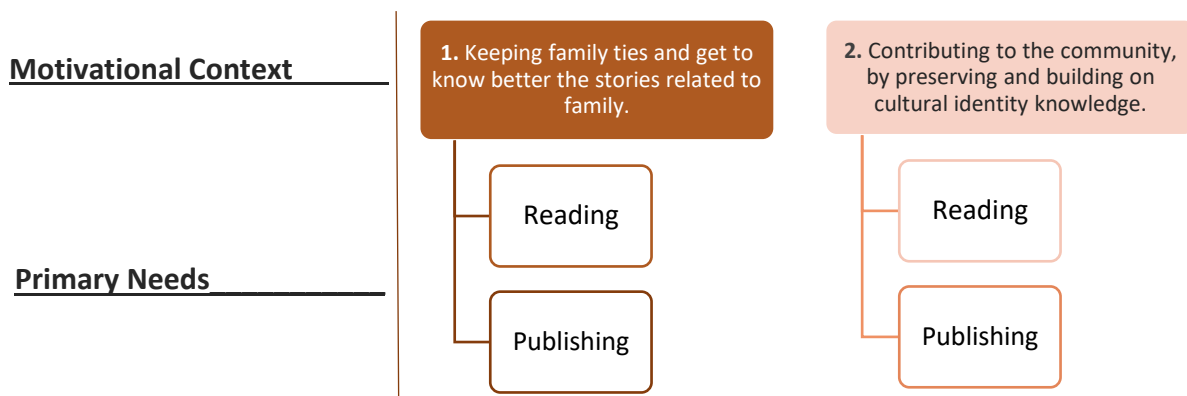 Motivational Context
1. Keeping family ties and get to
know better the stories related to
family.
2. Contributing to the community,
by preserving and building on
cultural identity knowledge.
Reading
Reading
Primary Needs
Publishing
Publishing